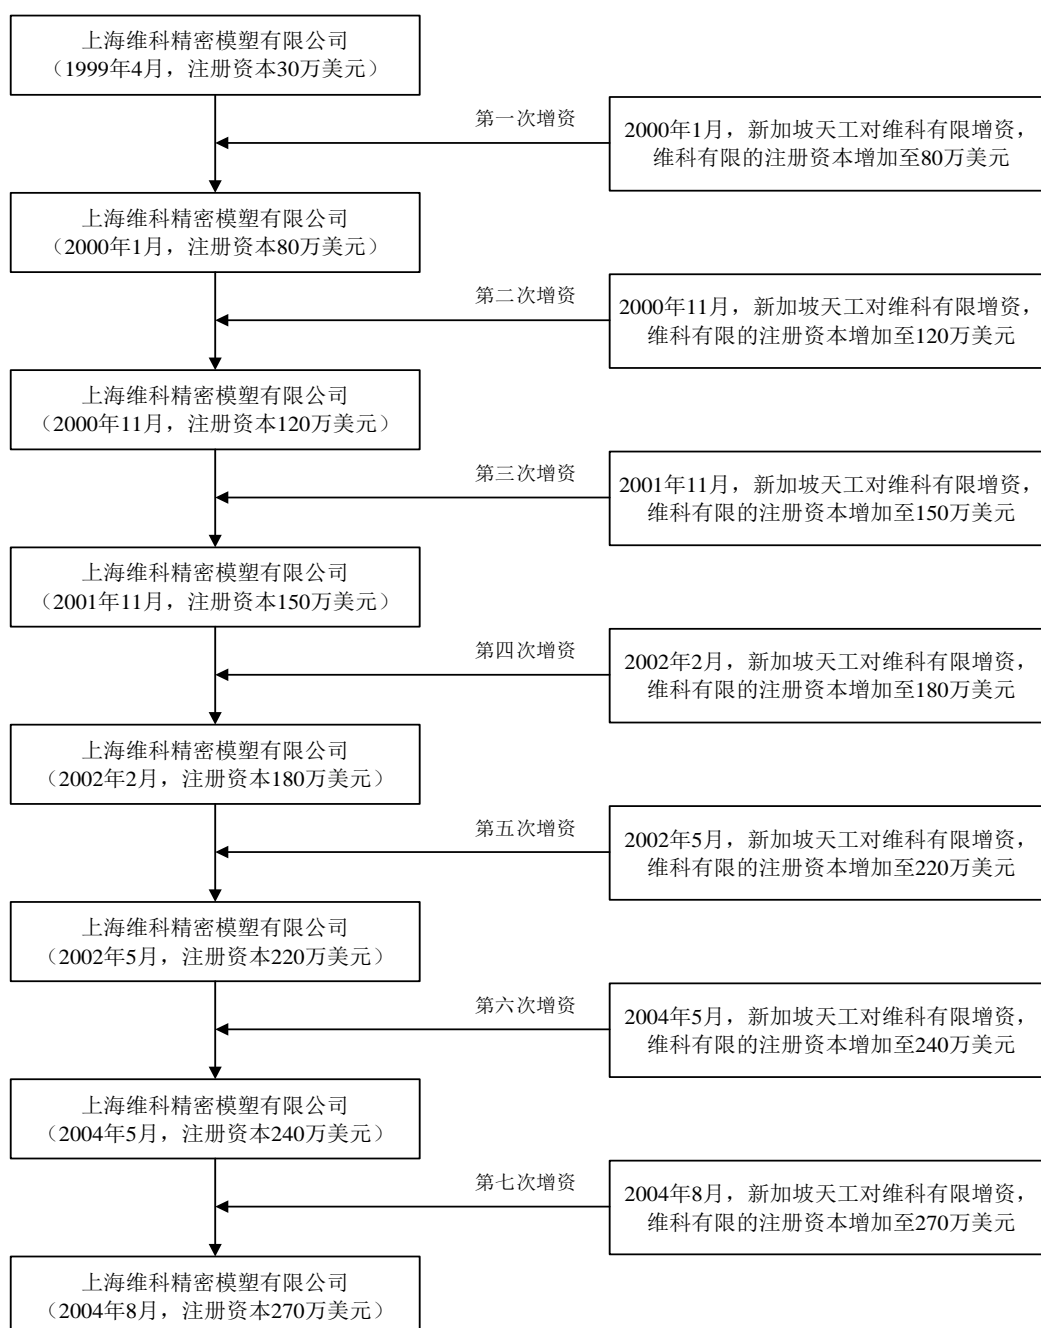 上海维科精密模塑有限公司
（1999年4月，注册资本30万美元）
第一次增资
2000年1月，新加坡天工对维科有限增资，
维科有限的注册资本增加至80万美元
上海维科精密模塑有限公司
（2000年1月，注册资本80万美元）
第二次增资
2000年11月，新加坡天工对维科有限增资，
维科有限的注册资本增加至120万美元
上海维科精密模塑有限公司
（2000年11月，注册资本120万美元）
第三次增资
2001年11月，新加坡天工对维科有限增资，
维科有限的注册资本增加至150万美元
上海维科精密模塑有限公司
（2001年11月，注册资本150万美元）
第四次增资
2002年2月，新加坡天工对维科有限增资，
维科有限的注册资本增加至180万美元
上海维科精密模塑有限公司
（2002年2月，注册资本180万美元）
第五次增资
2002年5月，新加坡天工对维科有限增资，
维科有限的注册资本增加至220万美元
上海维科精密模塑有限公司
（2002年5月，注册资本220万美元）
第六次增资
2004年5月，新加坡天工对维科有限增资，
维科有限的注册资本增加至240万美元
上海维科精密模塑有限公司
（2004年5月，注册资本240万美元）
第七次增资
2004年8月，新加坡天工对维科有限增资，
维科有限的注册资本增加至270万美元
上海维科精密模塑有限公司
（2004年8月，注册资本270万美元）